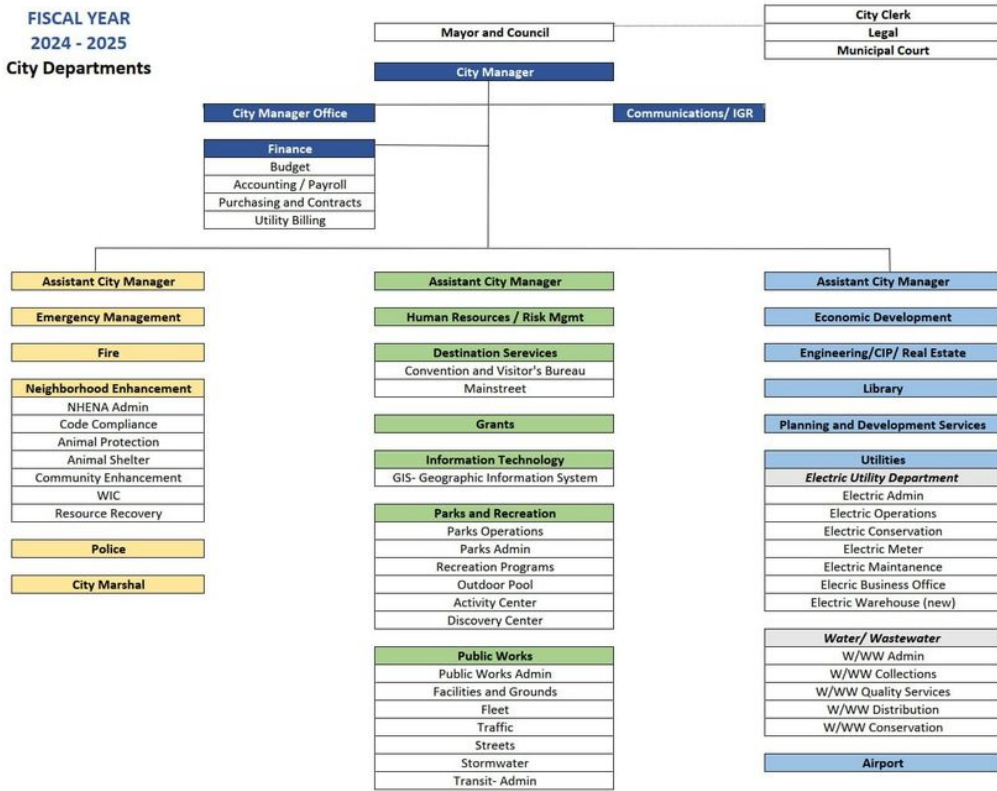 FISCAL YEAR
2024 - 2025
City Departments
Mayor and Council
City Clerk
Legal
Municipal Court
City Manager
City Manager Office
Communications/ IGR
Finance
Budget
Accounting / Payroll
Purchasing and Contracts
Utility Billing
Assistant City Manager
Emergency Management
Fire
Neighborhood Enhancement
NHENA Admin
Code Compliance
Animal Protection
Animal Shelter
Community Enhancement
WIC
Resource Recovery
Police
City Marshal
Assistant City Manager
Human Resources / Risk Mgmt
Destination Serevices
Convention and Visitor's Bureau
Mainstreet
Grants
Information Technology
GIS- Geographic Information System
Parks and Recreation
Parks Operations
Parks Admin
Recreation Programs
Outdoor Pool
Activity Center
Discovery Center
Public Works
Public Works Admin
Facilities and Grounds
Fleet
Traffic
Streets
Stormwater
Transit- Admin
Assistant City Manager
Economic Development
Engineering/CIP/ Real Estate
Library
Planning and Development Services
Utilities
Electric Utility Department
Electric Admin
Electric Operations
Electric Conservation
Electric Meter
Electric Maintanence
Elecric Business Office
Electric Warehouse (new)
Water/ Wastewater
W/WW Admin
W/WW Collections
W/WW Quality Services
W/WW Distribution
W/WW Conservation
Airport